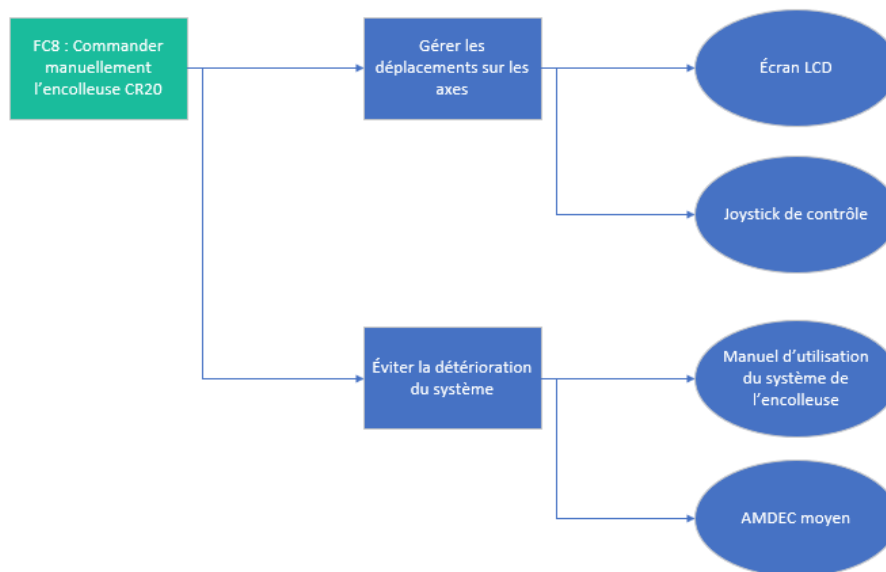 FC8 : Commander
manuellement
l'encolleuse CR20
Gérer les
déplacements sur les
axes
Écran LCD
Joystick de contrôle
Éviter la détérioration
du système
Manuel d'utilisation
du système de
l'encolleuse
AMDEC moyen